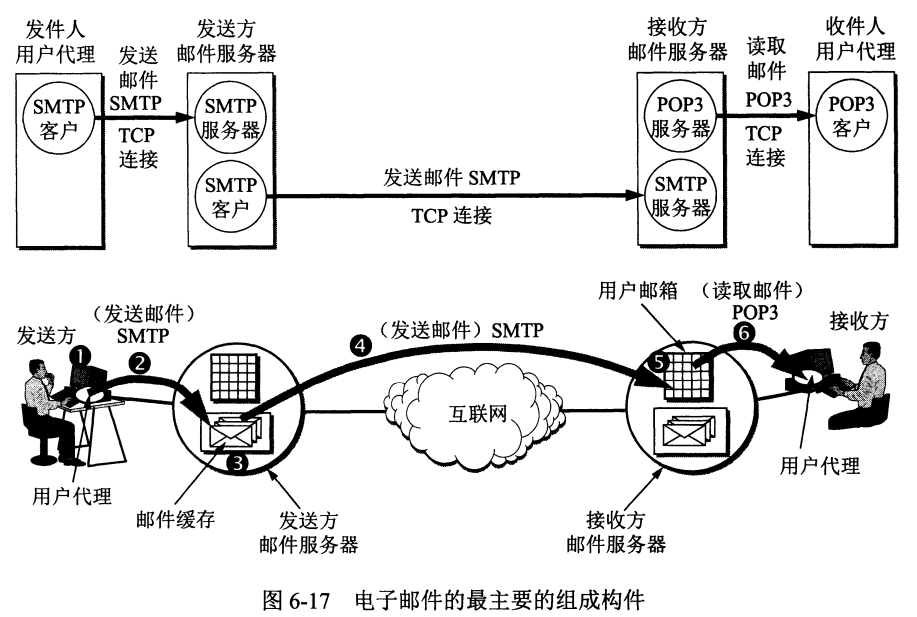 发件人
用户代理
发送方
邮件服务器
接收方
邮件服务器
收件人
用户代理
发送
邮件
SMTP
TCP
连接
读取
邮件
POP3
TCP
连接
SMTP
客户
SMTP
服务器
POP3
服务器
POP3
客户
SMTP
客户
发送邮件 SMTP
TCP 连接
SMTP
服务器
发送方
(发送邮件)
SMTP
❹ (发送邮件) SMTP
用户邮箱
(读取邮件)
POP3
接收方
❶
❷
❺
❻
互联网
❸
用户代理
邮件缓存
发送方
邮件服务器
接收方
邮件服务器
用户代理
图 6-17 电子邮件的最主要的组成构件